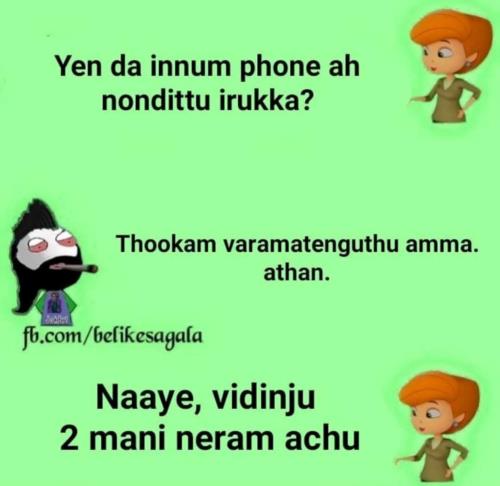 Yen da innum phone ah
nondittu irukka?
Thookam varamatenguthu amma.
athan.
fb.com/belikesagala
Naaye, vidinju
2 mani neram achu